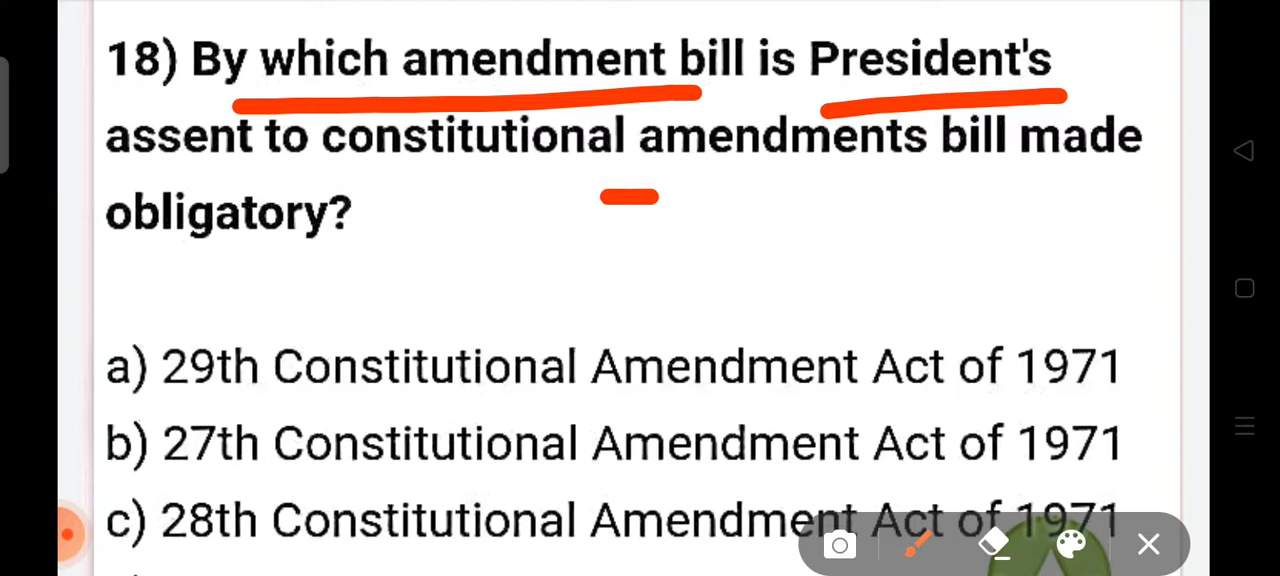 18) By which amendment bill is President's
assent to constitutional amendments bill made
obligatory?
a) 29th Constitutional Amendment Act of 1971
b) 27th Constitutional Amendment Act of 1971
c) 28th Constitutional Amendment Act of 1971